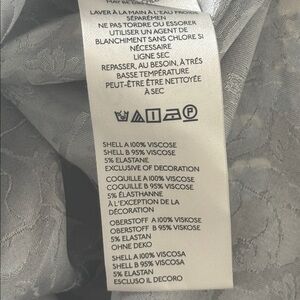 LAVER À LA MAIN À L'EAU FROIDE
SÉPARÉMEN
NE PAS TORDRE OU ESSORER
UTILISER UN AGENT DE
BLANCHIMENT SANS CHLORE SI
NÉCESSAIRE
LIGNE SEC
REPASSER, AU BESOIN, À TRÈS
BASSE TEMPÉRATURE
PEUT-ÊTRE ÊTRE NETTOYÉE
À SEC
P
SHELL A 100% VISCOSE
SHELL B 95% VISCOSE
5% ELASTANE
EXCLUSIVE OF DECORATION
COQUILLE A 100% VISCOSE
COQUILLE B 95% VISCOSE
5% ÉLASTHANNE
À L'EXCEPTION DE LA
DÉCORATION
OBERSTOFF A 100% VISKOSE
OBERSTOFF B 95% VISKOSE
5% ELASTAN
OHNE DEKO
SHELL A 100% VISCOSA
SHELL B 95% VISCOSA
5% ELASTAN
ESCLUSO IL DECORO